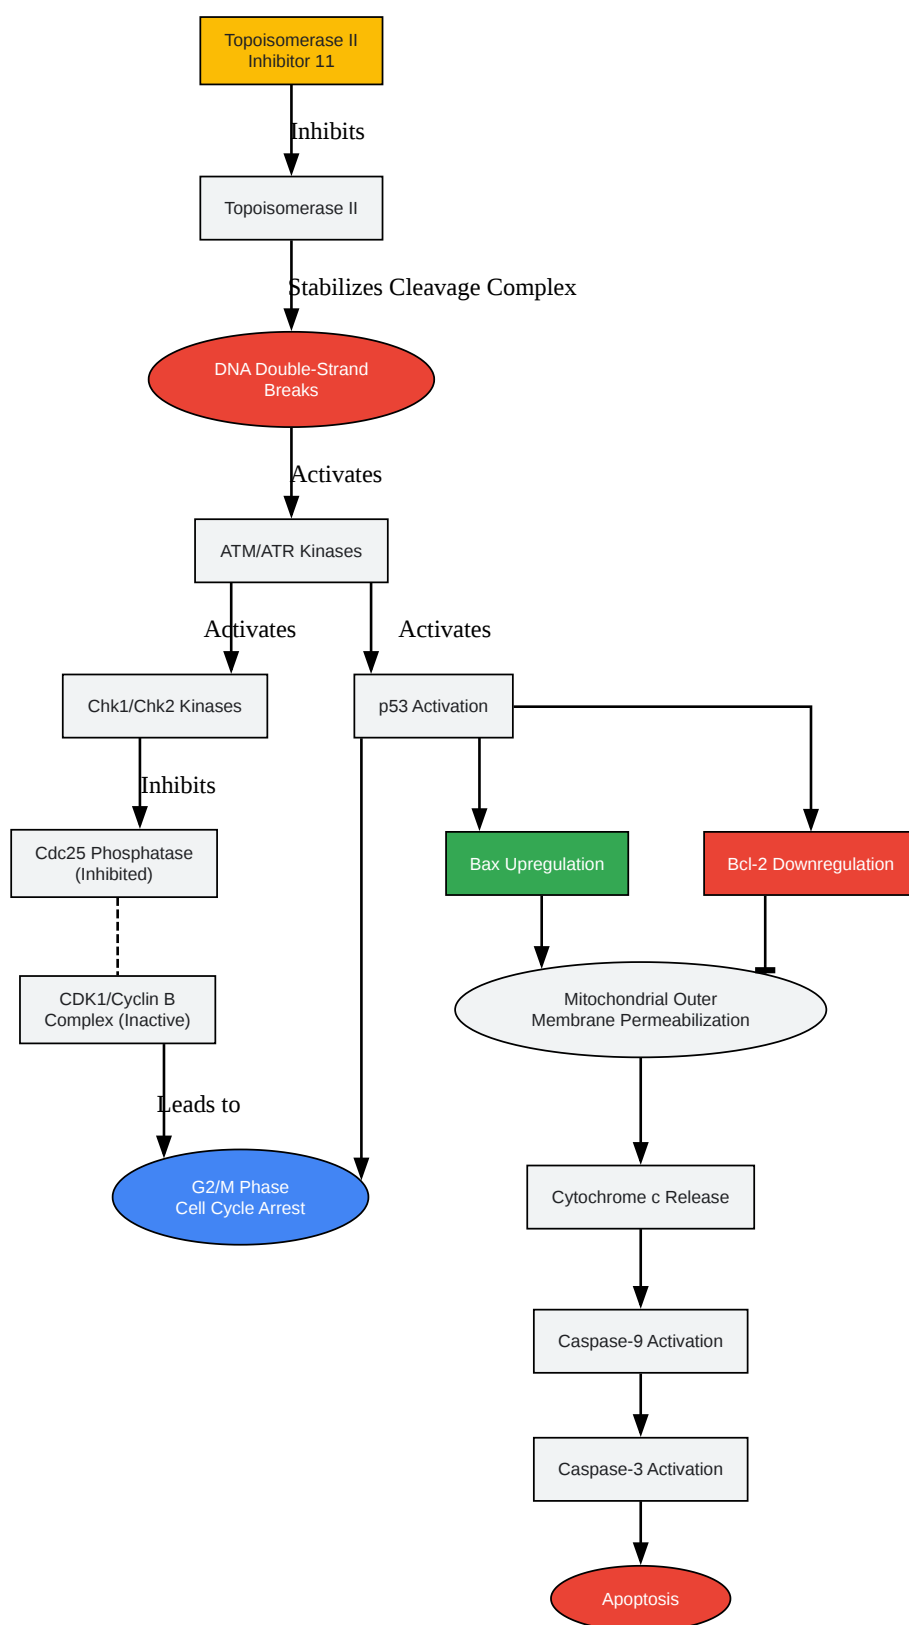 Topoisomerase II
Inhibitor 11
Inhibits
Topoisomerase II
Stabilizes Cleavage Complex
DNA Double-Strand
Breaks
Activates
ATM/ATR Kinases
Activates
Activates
Chk1/Chk2 Kinases
p53 Activation
Inhibits
Cdc25 Phosphatase
(Inhibited)
Bax Upregulation
Bcl-2 Downregulation
CDK1/Cyclin B
Complex (Inactive)
Mitochondrial Outer
Membrane Permeabilization
Leads to
G2/M Phase
Cell Cycle Arrest
Cytochrome c Release
Caspase-9 Activation
Caspase-3 Activation
Apoptosis